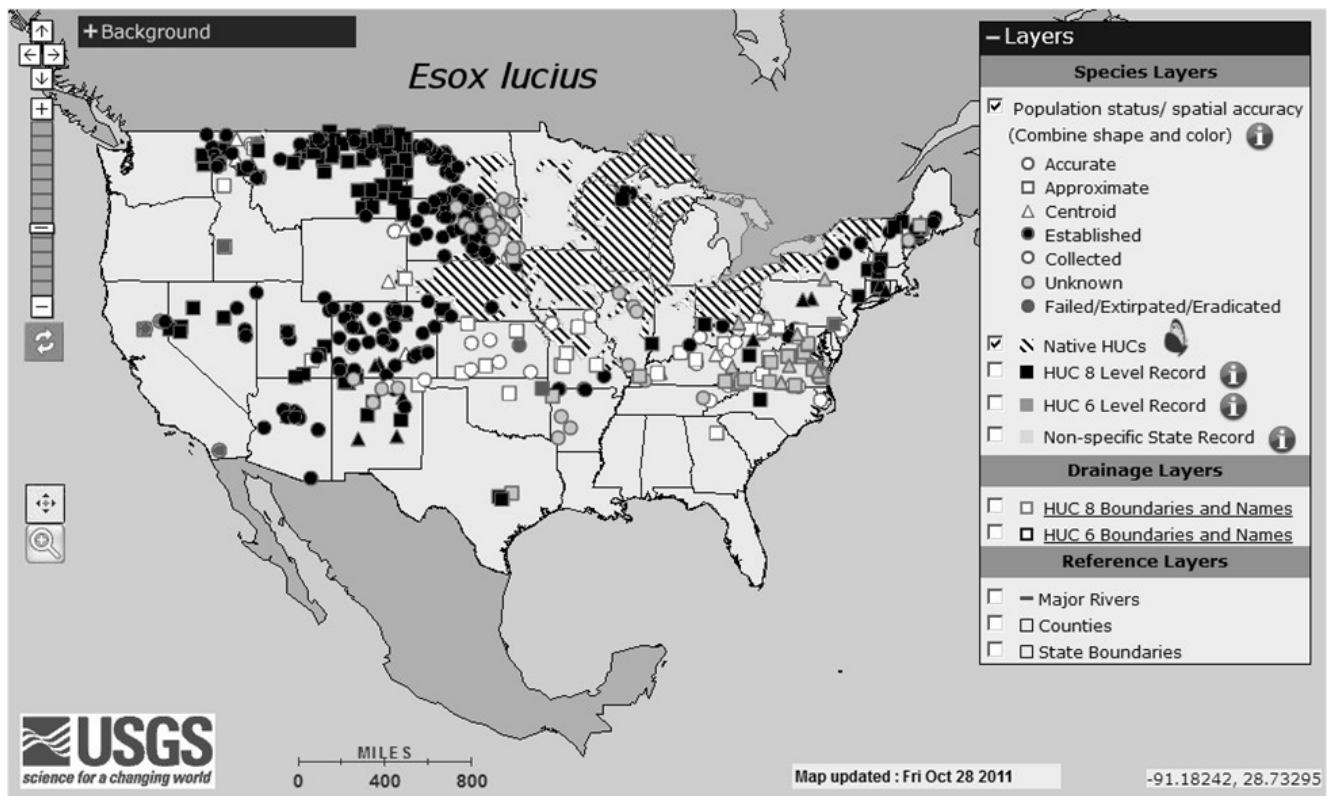 +Background
Esox lucius
–Layers
Species Layers
Population status/ spatial accuracy
(Combine shape and color) i
Accurate
Approximate
Centroid
Established
Collected
Unknown
Failed/Extirpated/Eradicated
Native HUCs
HUC 8 Level Record i
HUC 6 Level Record i
Non-specific State Record i
Drainage Layers
HUC 8 Boundaries and Names
HUC 6 Boundaries and Names
Reference Layers
Major Rivers
Counties
State Boundaries
USGS
science for a changing world
MILES
0 400 800
Map updated : Fri Oct 28 2011
-91.18242, 28.73295